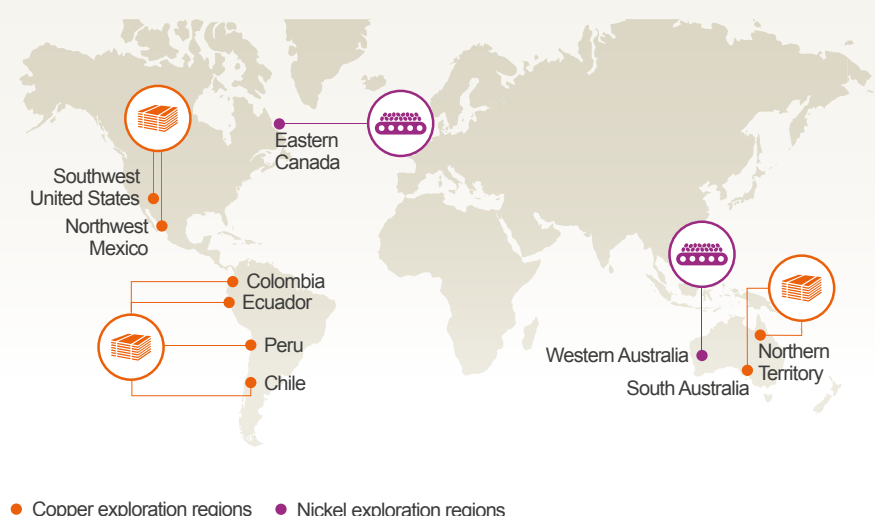 Eastern
Canada
Southwest
United States
Northwest
Mexico
Colombia
Ecuador
Peru
Chile
Western Australia
South Australia
Northern
Territory
Copper exploration regions
Nickel exploration regions